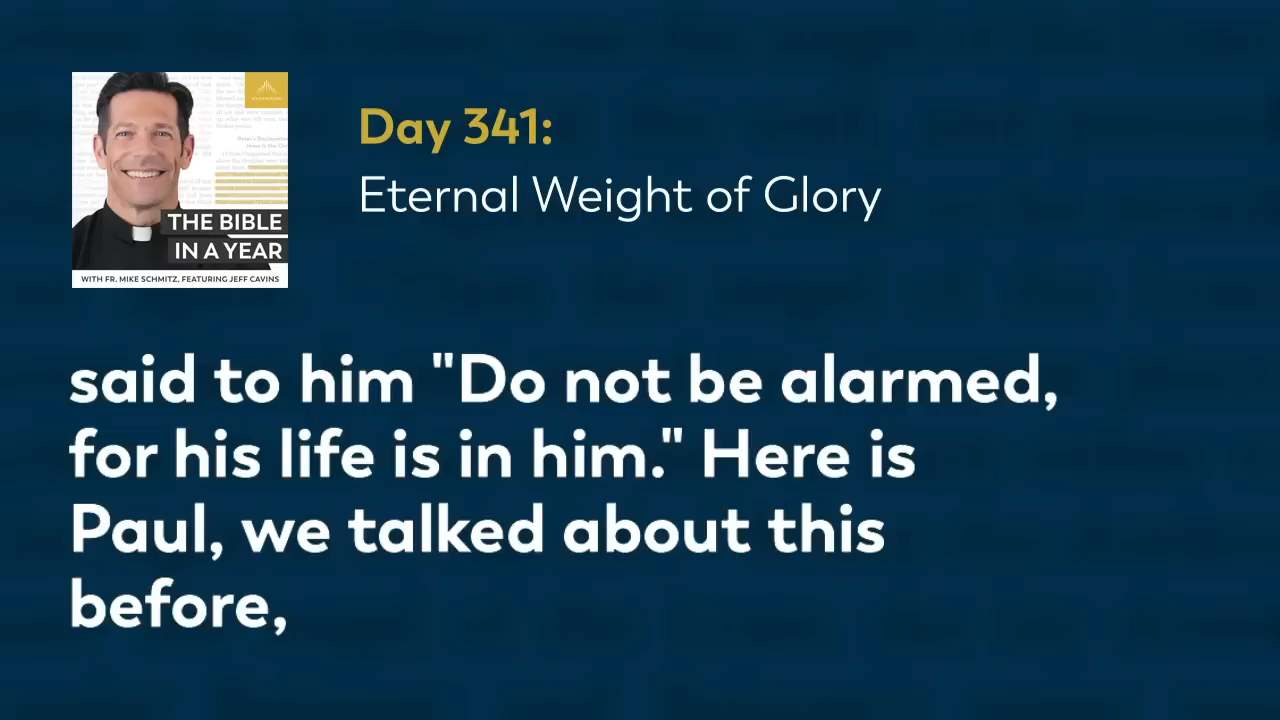 Day 341:
Eternal Weight of Glory
THE BIBLE
IN A YEAR
WITH FR. MIKE SCHMITZ, FEATURING JEFF CAVINS
said to him "Do not be alarmed,
for his life is in him." Here is
Paul, we talked about this
before,